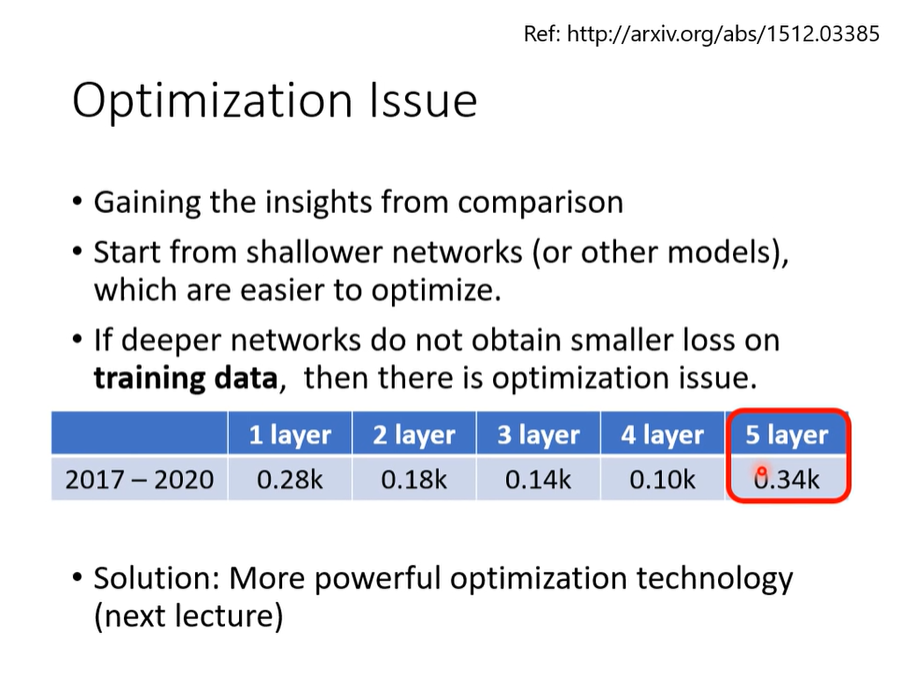 Ref: http://arxiv.org/abs/1512.03385
Optimization Issue
• Gaining the insights from comparison
• Start from shallower networks (or other models),
which are easier to optimize.
• If deeper networks do not obtain smaller loss on
training data, then there is optimization issue.
1 layer 2 layer 3 layer 4 layer 5 layer
2017 – 2020 0.28k 0.18k 0.14k 0.10k 0.34k
• Solution: More powerful optimization technology
(next lecture)